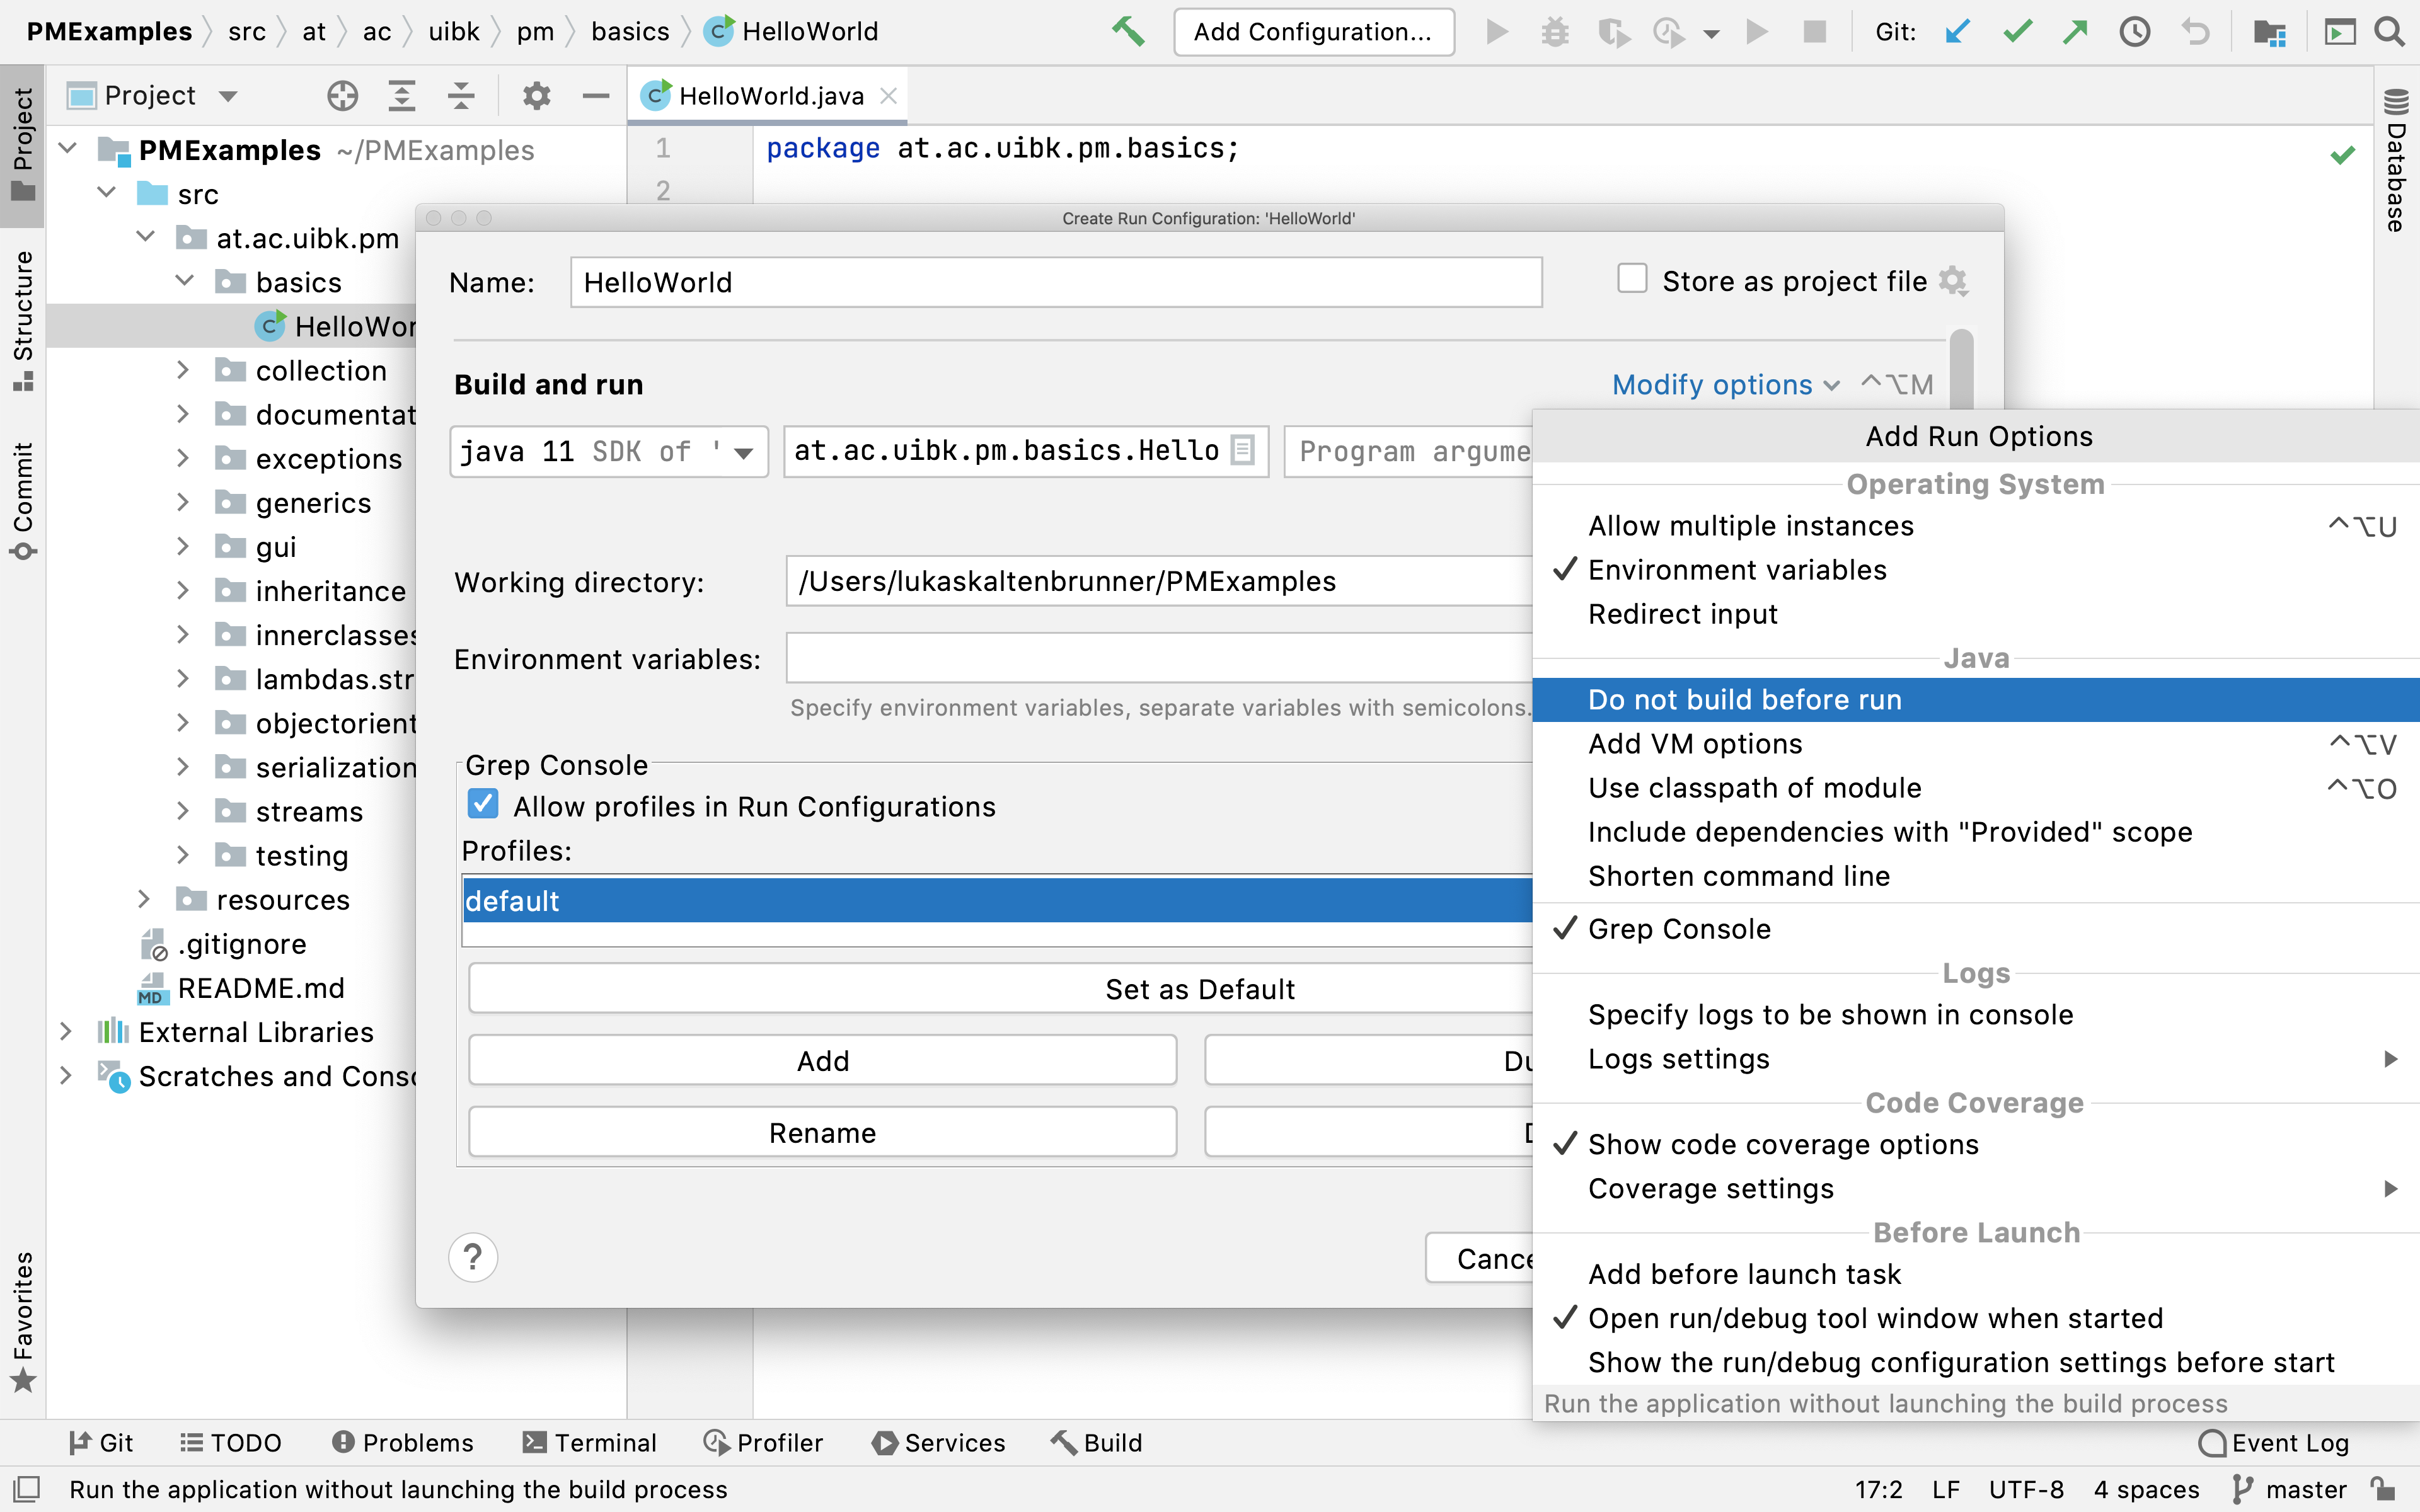 PMExamples src at ac uibk pm basics HelloWorld Add Configuration... Git:
Project
HelloWorld.java
PMExamples ~/PMExamples
src
at.ac.uibk.pm
basics
HelloWor
collection
documentat
exceptions
generics
gui
inheritance
innerclasses
lambdas.str
objectorient
serialization
streams
testing
resources
.gitignore
README.md
External Libraries
Scratches and Conso
Project
Structure
Commit
Favorites
Database
1 package at.ac.uibk.pm.basics;
2
Create Run Configuration: 'HelloWorld'
Name: HelloWorld Store as project file
Build and run Modify options ⌃⌥M
java 11 SDK of ' at.ac.uibk.pm.basics.Hello Program argume
Working directory: /Users/lukaskaltenbrunner/PMExamples
Environment variables:
Specify environment variables, separate variables with semicolons.
Grep Console
Allow profiles in Run Configurations
Profiles:
default
Set as Default
Add Du
Rename D
? Cance
Add Run Options
Operating System
Allow multiple instances ⌃⌥U
Environment variables
Redirect input
Java
Do not build before run
Add VM options ⌃⌥V
Use classpath of module ⌃⌥O
Include dependencies with "Provided" scope
Shorten command line
Grep Console
Logs
Specify logs to be shown in console
Logs settings
Code Coverage
Show code coverage options
Coverage settings
Before Launch
Add before launch task
Open run/debug tool window when started
Show the run/debug configuration settings before start
Run the application without launching the build process
Git TODO Problems Terminal Profiler Services Build Event Log
Run the application without launching the build process 17:2 LF UTF-8 4 spaces master